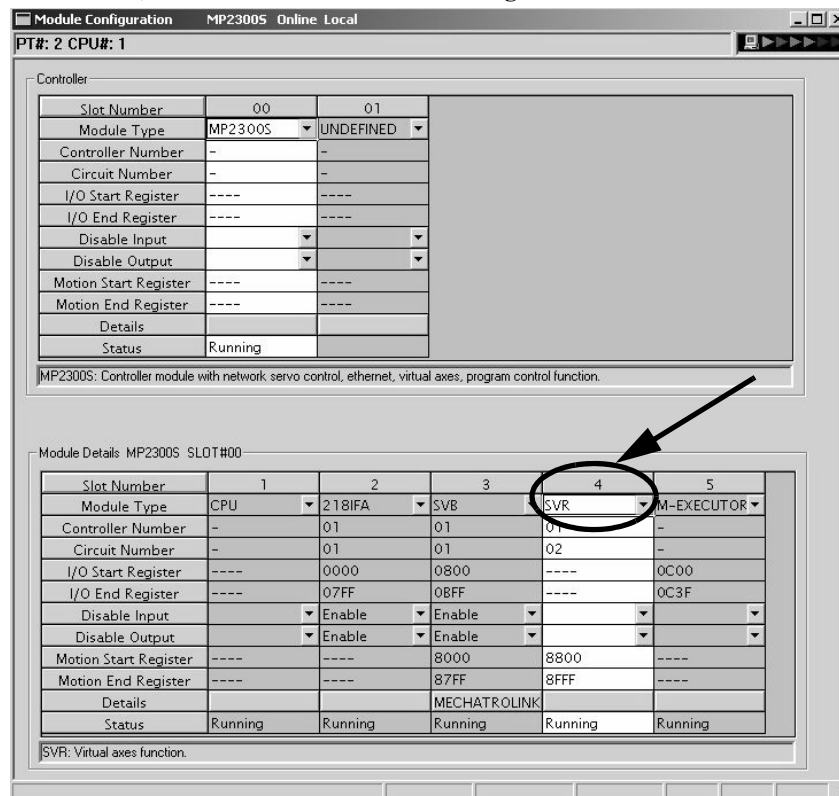 Module Configuration MP2300S Online Local
PT#: 2 CPU#: 1
Controller
Slot Number 00 01
Module Type MP2300S UNDEFINED
Controller Number - -
Circuit Number - -
I/O Start Register ---- ----
I/O End Register ---- ----
Disable Input
Disable Output
Motion Start Register ---- ----
Motion End Register ---- ----
Details
Status Running
MP2300S: Controller module with network servo control, ethernet, virtual axes, program control function.
Module Details MP2300S SLOT#00
Slot Number 1 2 3 4 5
Module Type CPU 218IFA SVB SVR M-EXECUTOR
Controller Number - 01 01 01 -
Circuit Number - 01 01 02 -
I/O Start Register ---- 0000 0800 ---- 0C00
I/O End Register ---- 07FF 0BFF ---- 0C3F
Disable Input Enable Enable
Disable Output Enable Enable
Motion Start Register ---- ---- 8000 8800 ----
Motion End Register ---- ---- 87FF 8FFF ----
Details MECHATROLINK
Status Running Running Running Running Running
SVR: Virtual axes function.